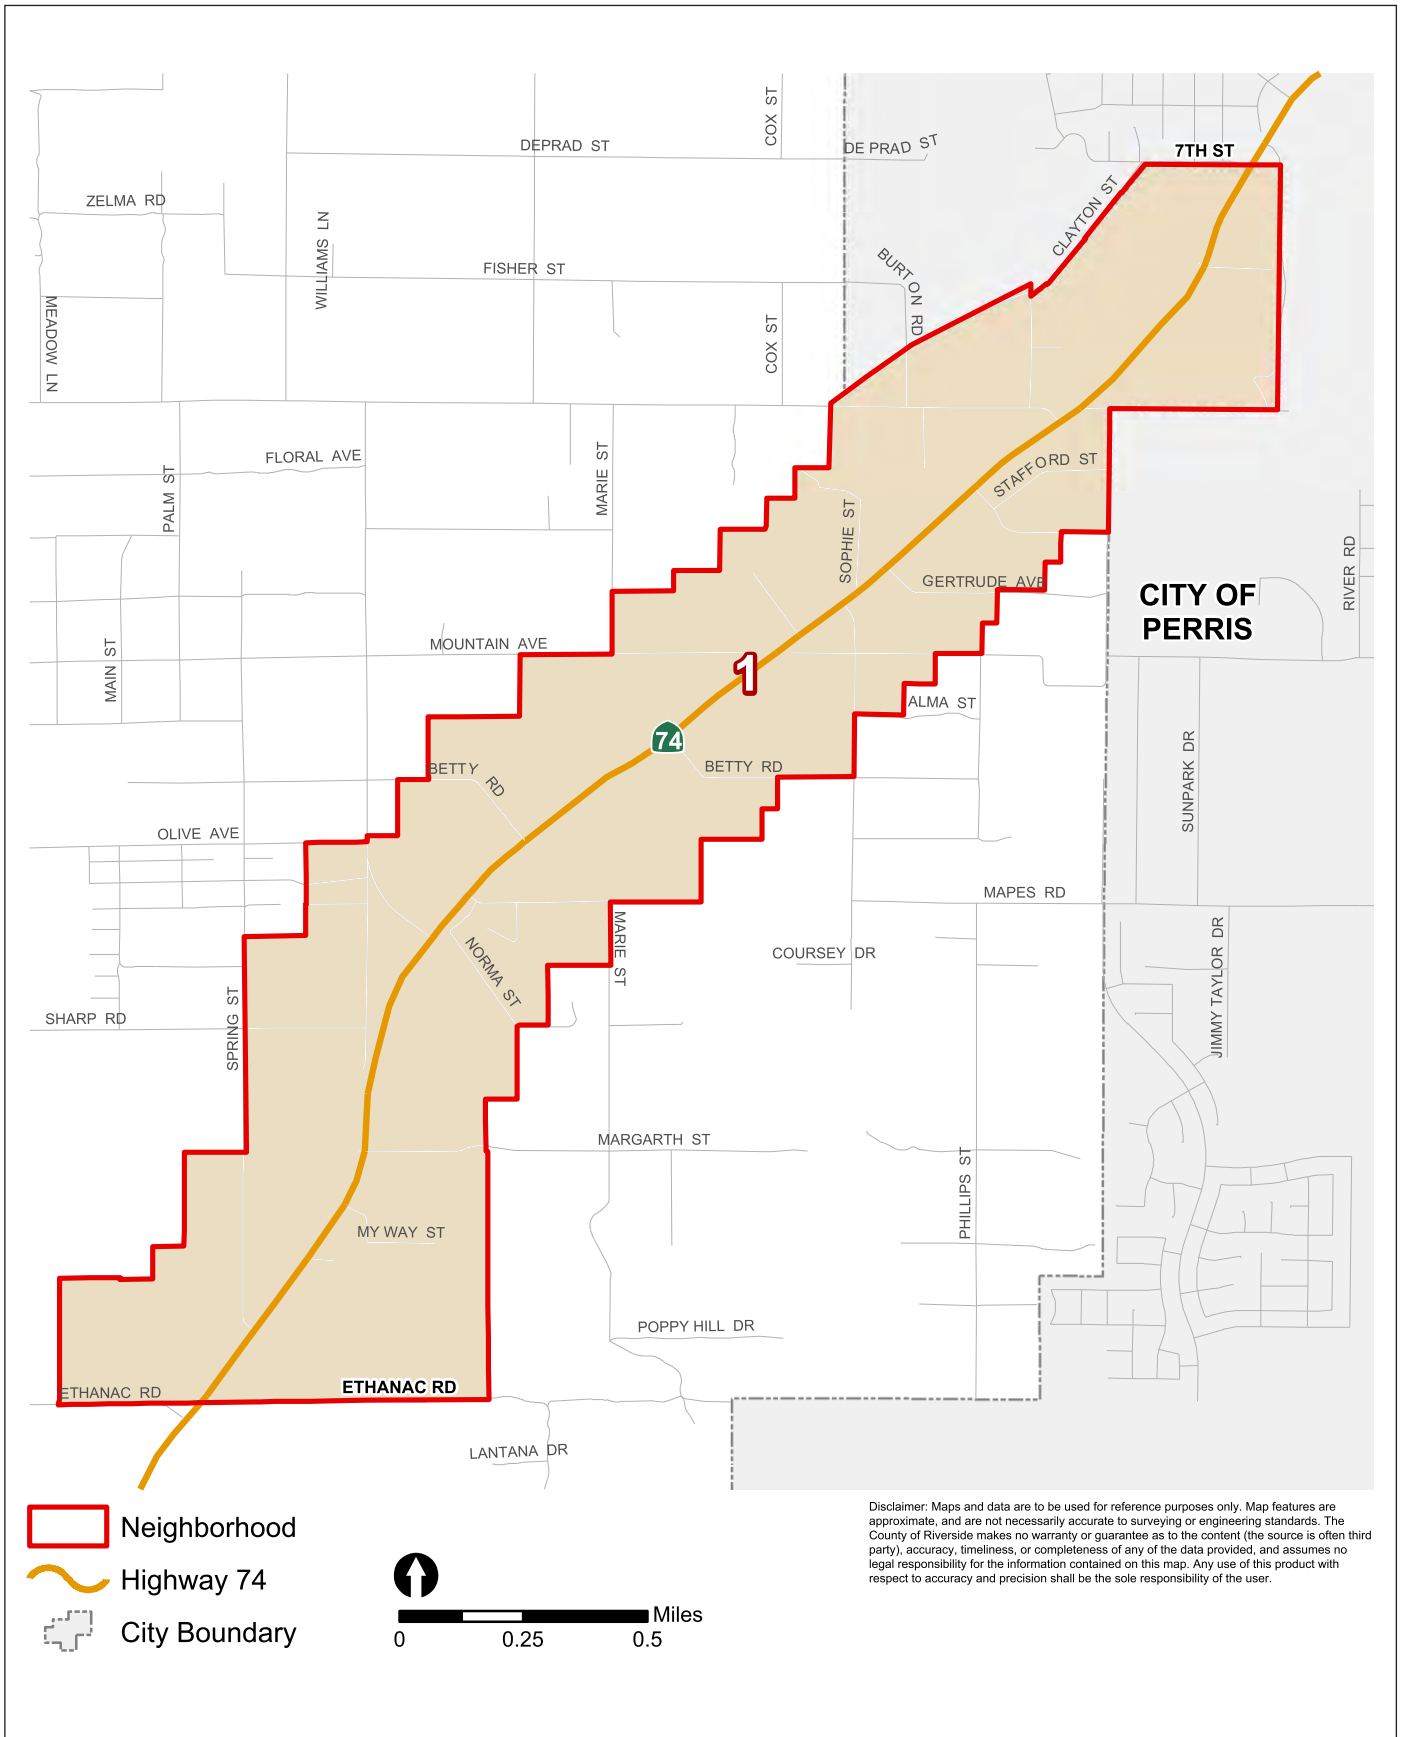 COX ST
DEPRAD ST
DE PRAD ST
7TH ST
ZELMA RD
CLAYTON ST
WILLIAMS LN
FISHER ST
BURTON RD
MEADOW LN
COX ST
FLORAL AVE
PALM ST
MARIE ST
STAFFORD ST
SOPHIE ST
GERTRUDE AVE
RIVER RD
CITY OF
PERRIS
MAIN ST
MOUNTAIN AVE
1
ALMA ST
74
BETTY RD
BETTY RD
SUNPARK DR
OLIVE AVE
MAPES RD
MARIE ST
NORMA ST
COURSEY DR
JIMMY TAYLOR DR
SHARP RD
SPRING ST
MARGARTH ST
PHILLIPS ST
MY WAY ST
POPPY HILL DR
ETHANAC RD
ETHANAC RD
LANTANA DR
Neighborhood
Highway 74
City Boundary
Miles
0 0.25 0.5
Disclaimer: Maps and data are to be used for reference purposes only. Map features are
approximate, and are not necessarily accurate to surveying or engineering standards. The
County of Riverside makes no warranty or guarantee as to the content (the source is often third
party), accuracy, timeliness, or completeness of any of the data provided, and assumes no
legal responsibility for the information contained on this map. Any use of this product with
respect to accuracy and precision shall be the sole responsibility of the user.